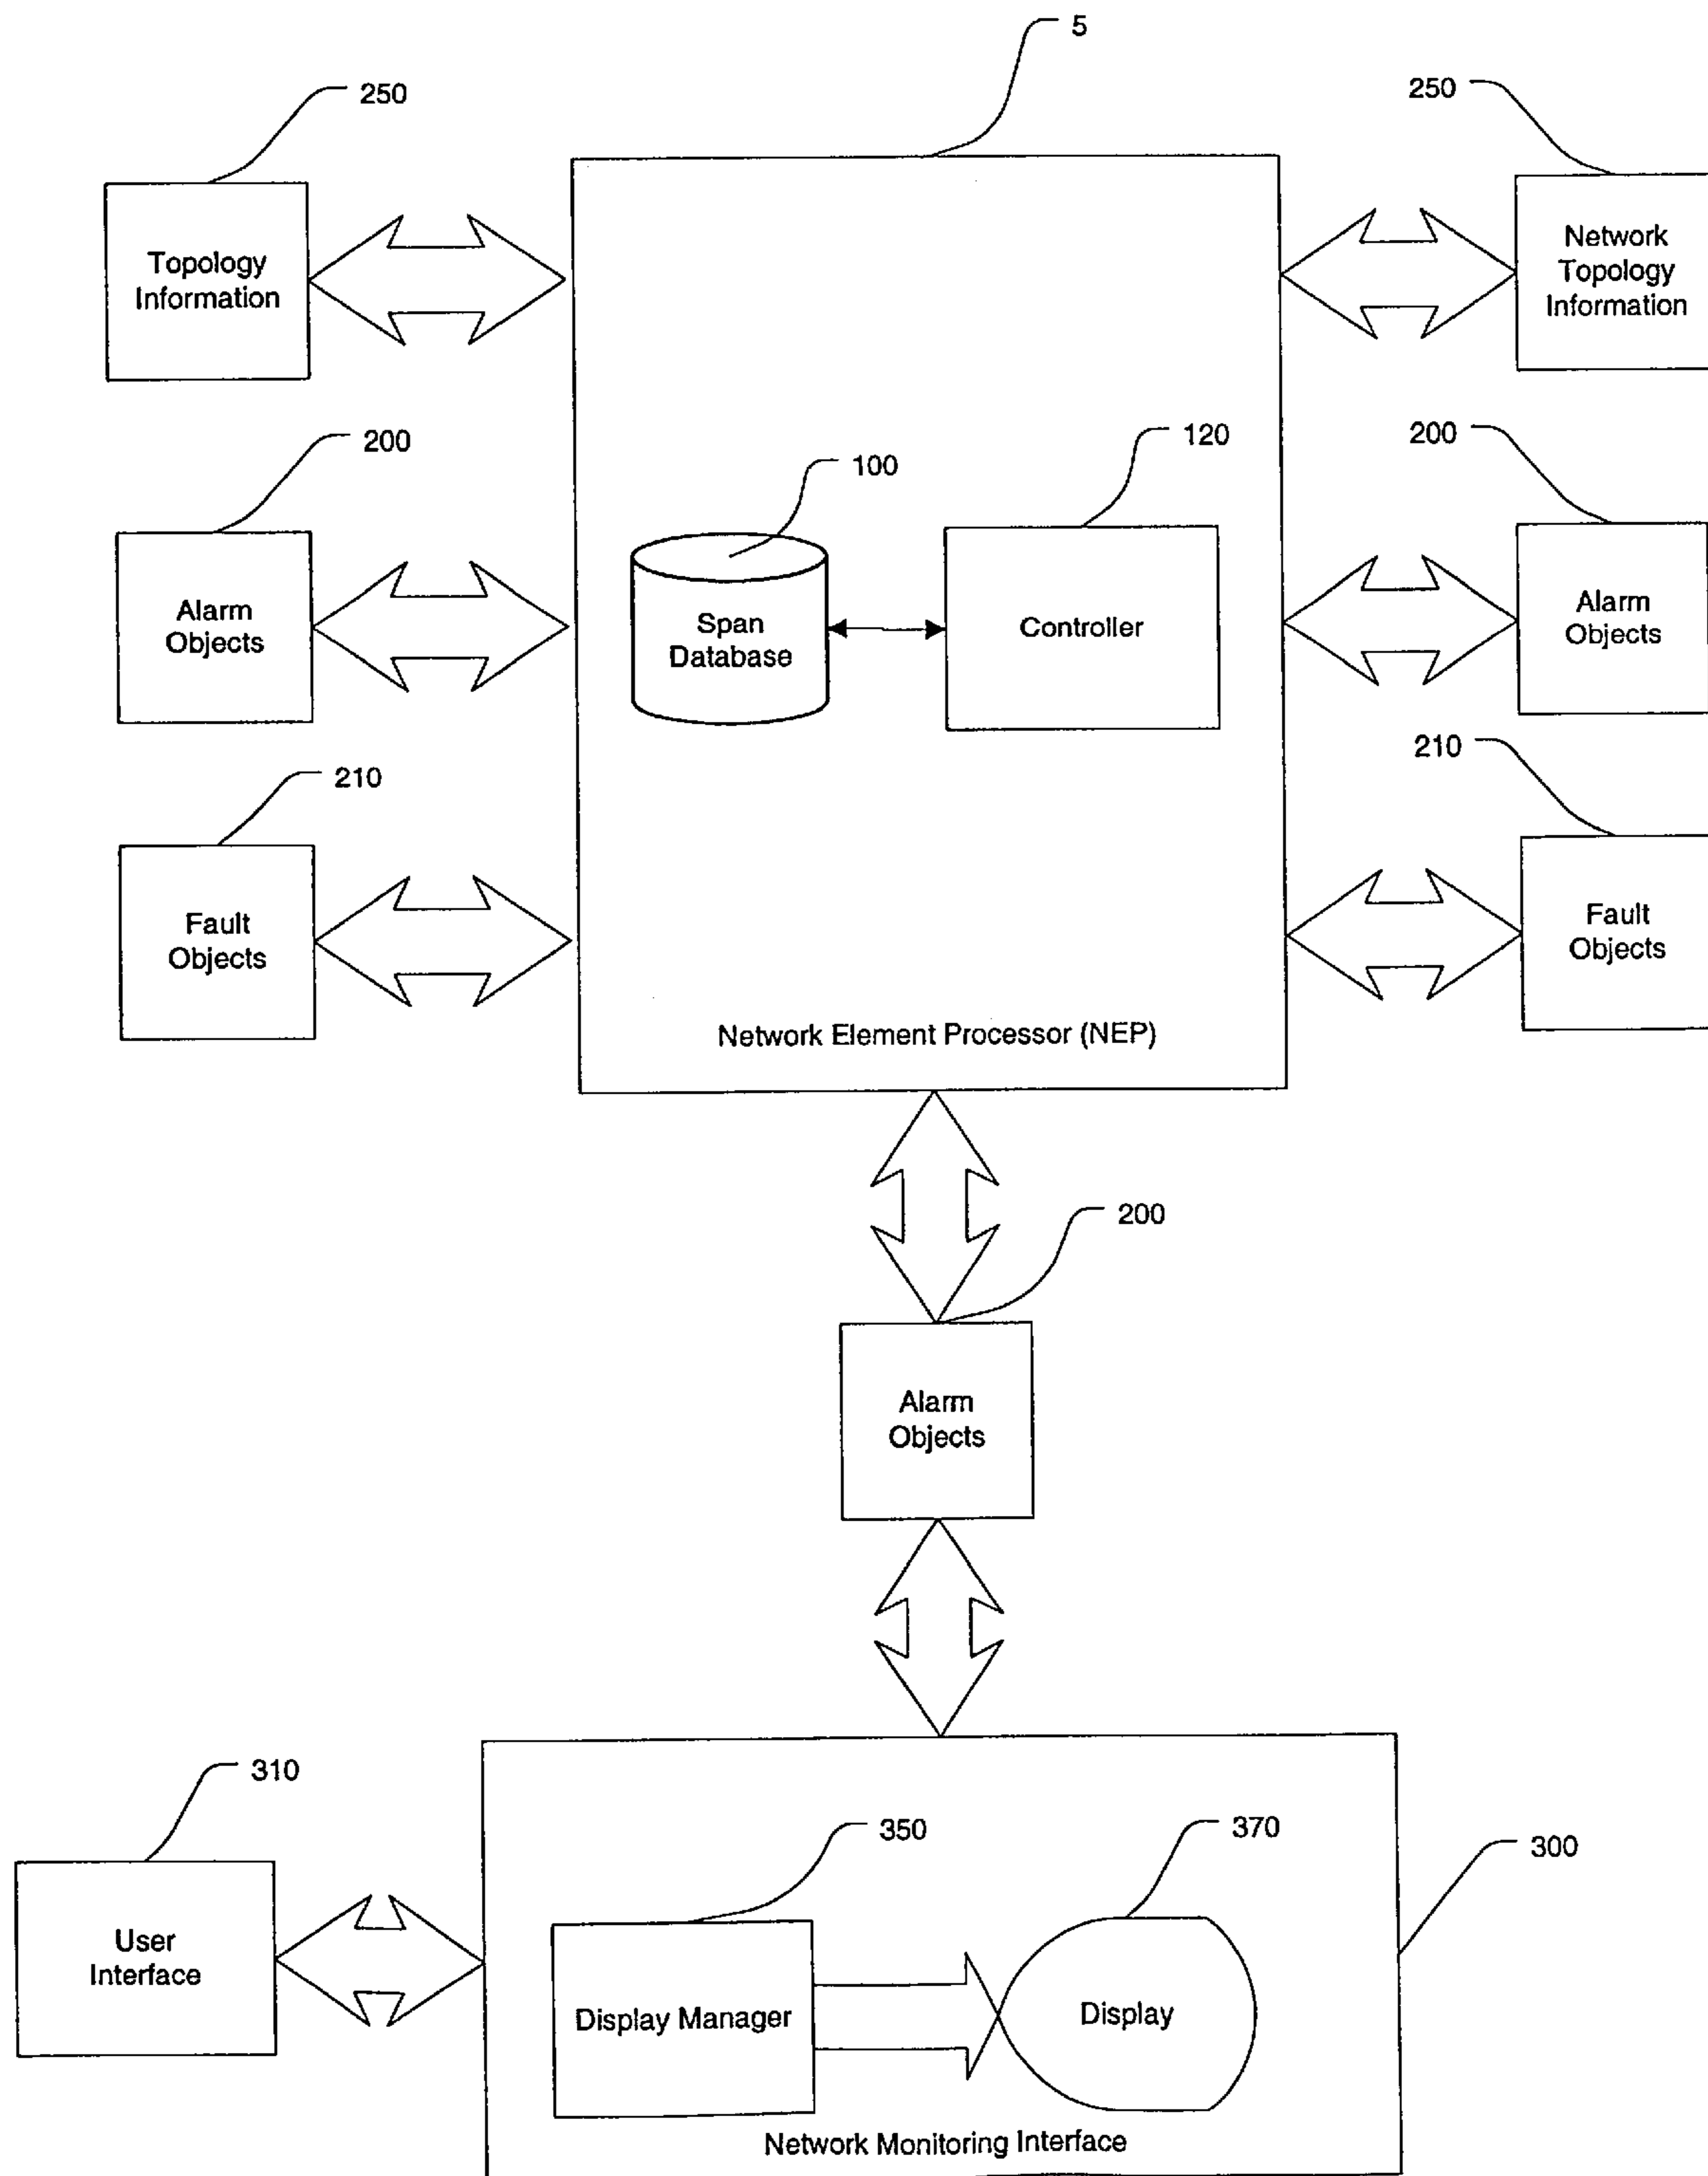 5
250
250
Topology
Information
Network
Topology
Information
200
200
100
120
Alarm
Objects
Span
Database
Controller
Alarm
Objects
210
210
Fault
Objects
Fault
Objects
Network Element Processor (NEP)
200
Alarm
Objects
310
350
370
300
User
Interface
Display Manager
Display
Network Monitoring Interface